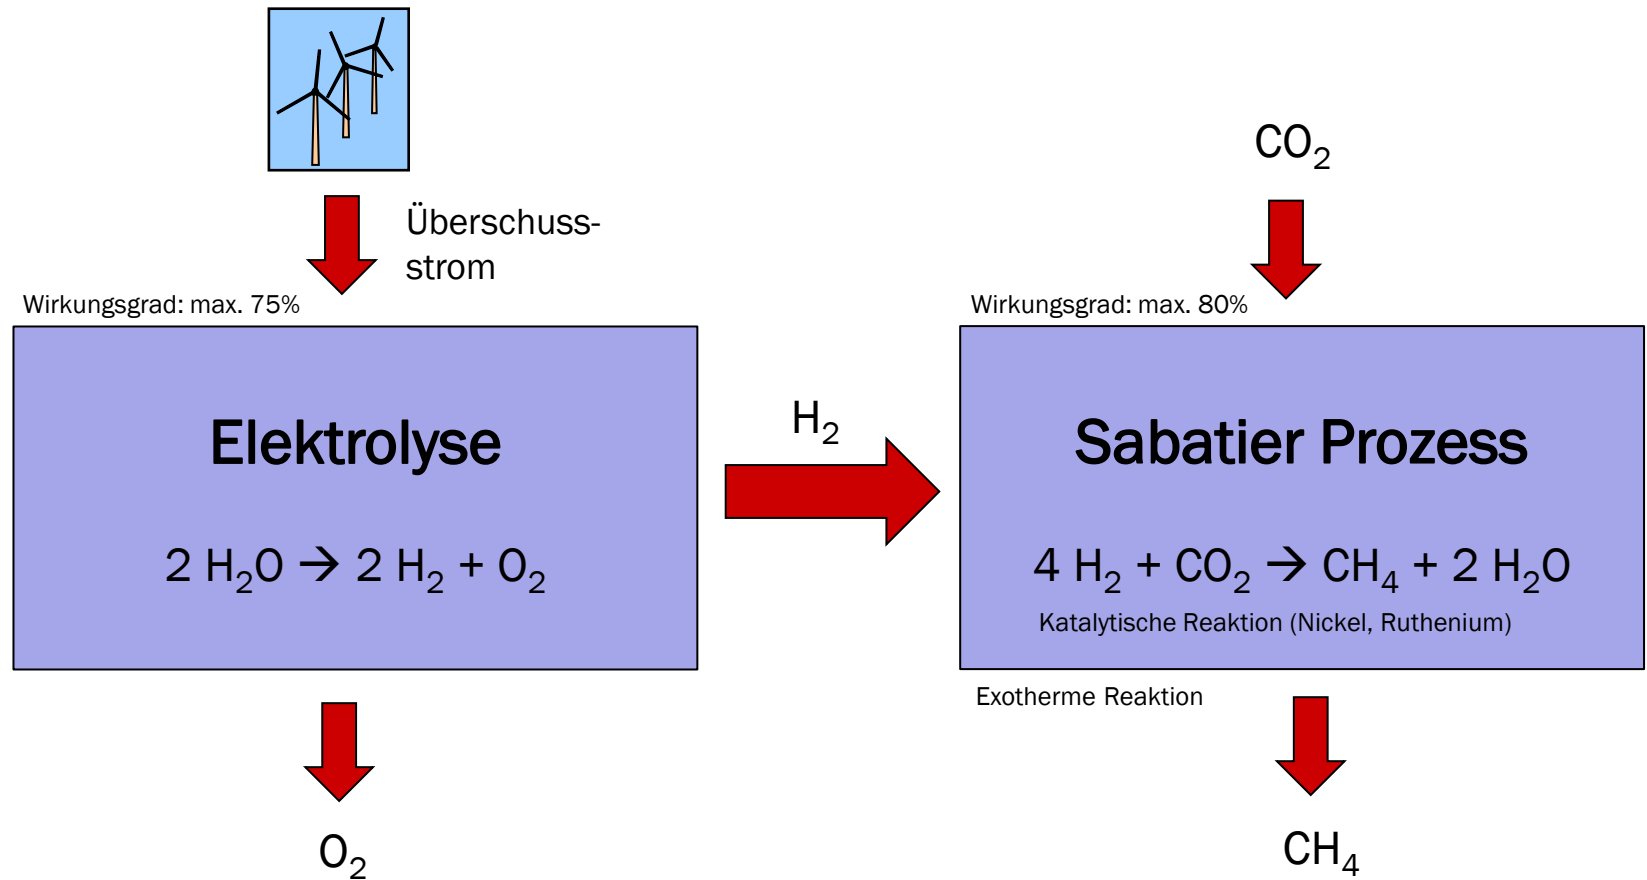 CO₂
Überschuss-
strom
Wirkungsgrad: max. 75%
Wirkungsgrad: max. 80%
Elektrolyse
2 H₂O → 2 H₂ + O₂
H₂
Sabatier Prozess
4 H₂ + CO₂ → CH₄ + 2 H₂O
Katalytische Reaktion (Nickel, Ruthenium)
Exotherme Reaktion
O₂
CH₄